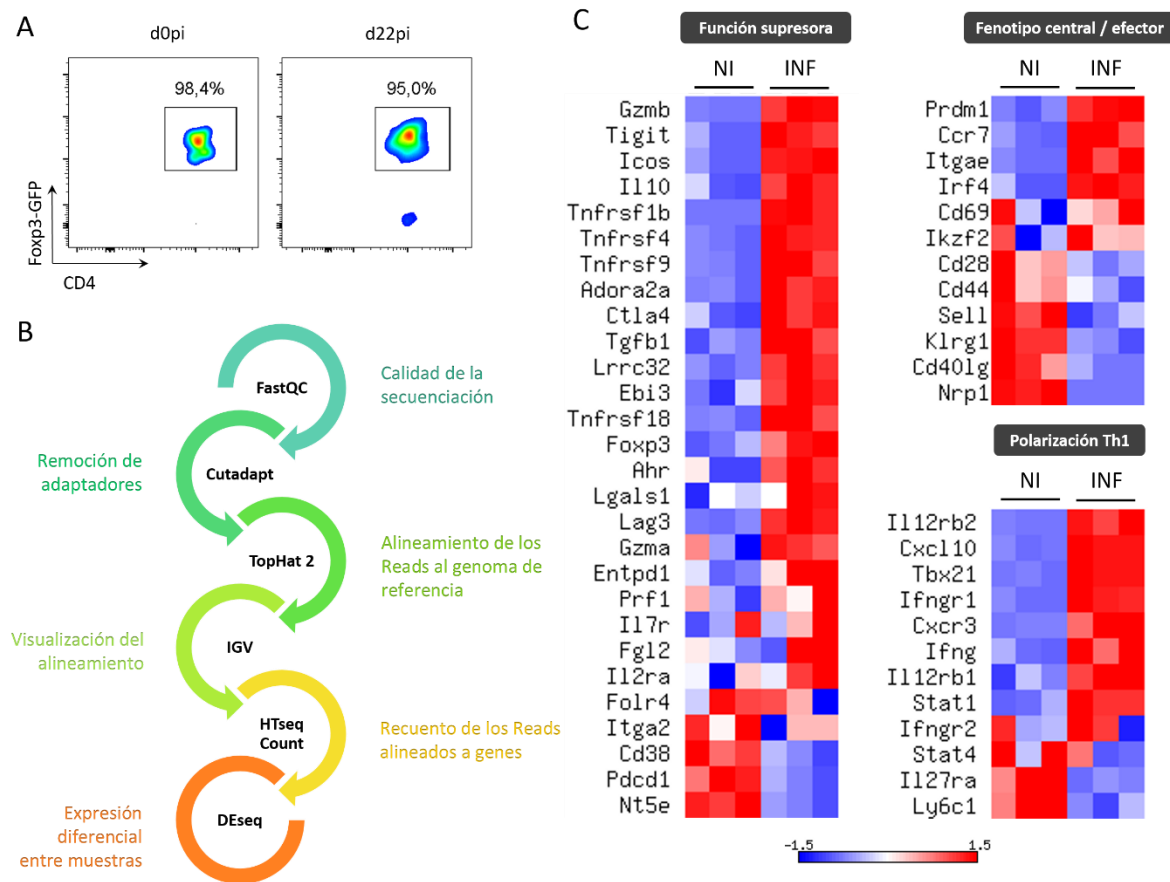 A
d0pi
d22pi
98,4%
95,0%
Foxp3-GFP
CD4
B
FastQC
Calidad de la
secuenciación
Remoción de
adaptadores
Cutadapt
TopHat 2
Alineamiento de los
Reads al genoma de
referencia
Visualización del
alineamiento
IGV
HTseq
Count
Recuento de los Reads
alineados a genes
Expresión
diferencial
entre muestras
DEseq
C
Función supresora
NI INF
Gzmb
Tigit
Icos
Il10
Tnfrsf1b
Tnfrsf4
Tnfrsf9
Adora2a
Ctla4
Tgfb1
Lrrc32
Ebi3
Tnfrsf18
Foxp3
Ahr
Lgals1
Lag3
Gzma
Entpd1
Prf1
Il7r
Fgl2
Il2ra
Folr4
Itga2
Cd38
Pdcd1
Nt5e
Fenotipo central / efector
NI INF
Prdm1
Ccr7
Itgae
Irf4
Cd69
Ikzf2
Cd28
Cd44
Sell
Klrg1
Cd40lg
Nrp1
Polarización Th1
NI INF
Il12rb2
Cxcl10
Tbx21
Ifngr1
Cxcr3
Ifng
Il12rb1
Stat1
Ifngr2
Stat4
Il27ra
Ly6c1
-1.5 1.5